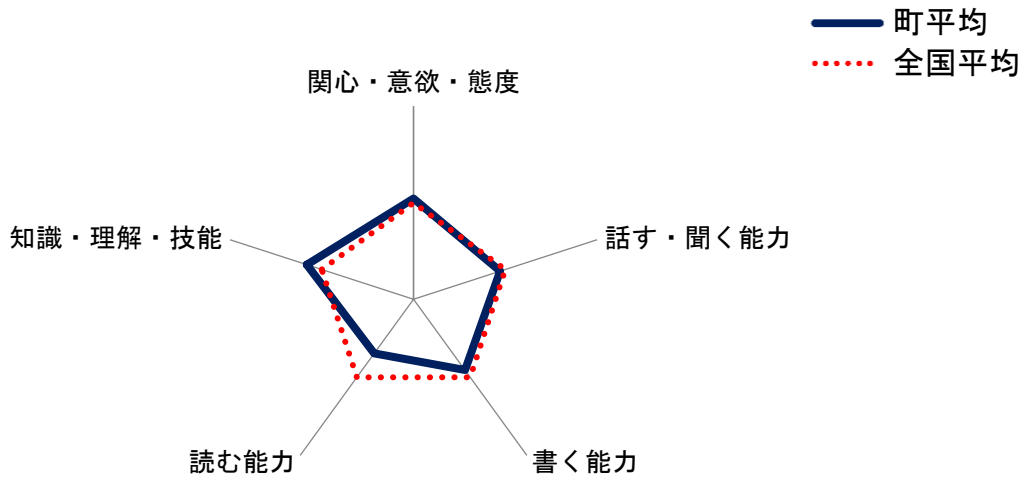 町平均
全国平均
関心・意欲・態度
知識・理解・技能
話す・聞く能力
読む能力
書く能力